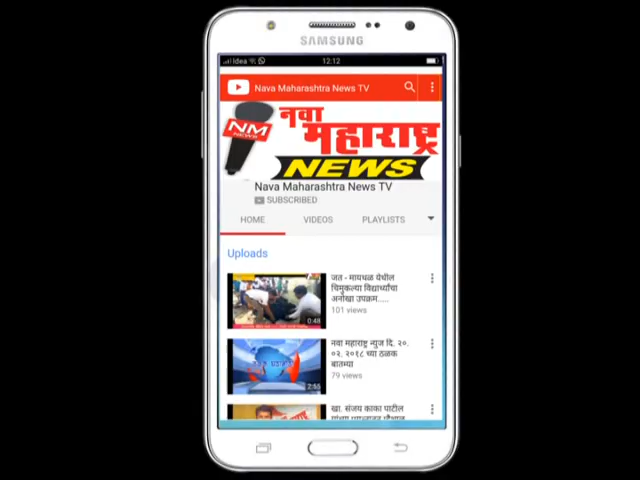 SAMSUNG
Idea
12:12
Nava Maharashtra News TV
नवा
महाराष्ट्र
NM
NEWS
NEWS
Nava Maharashtra News TV
SUBSCRIBED
HOME VIDEOS PLAYLISTS
Uploads
जत - मायथळ येथील
चिमुकल्या विद्यार्थ्यांचा
अनोखा उपक्रम.....
101 views
0:48
नवा महाराष्ट्र न्युज दि. २०.
०२. २०१८ च्या ठळक
बातम्या
79 views
2:55
खा. संजय काका पाटील